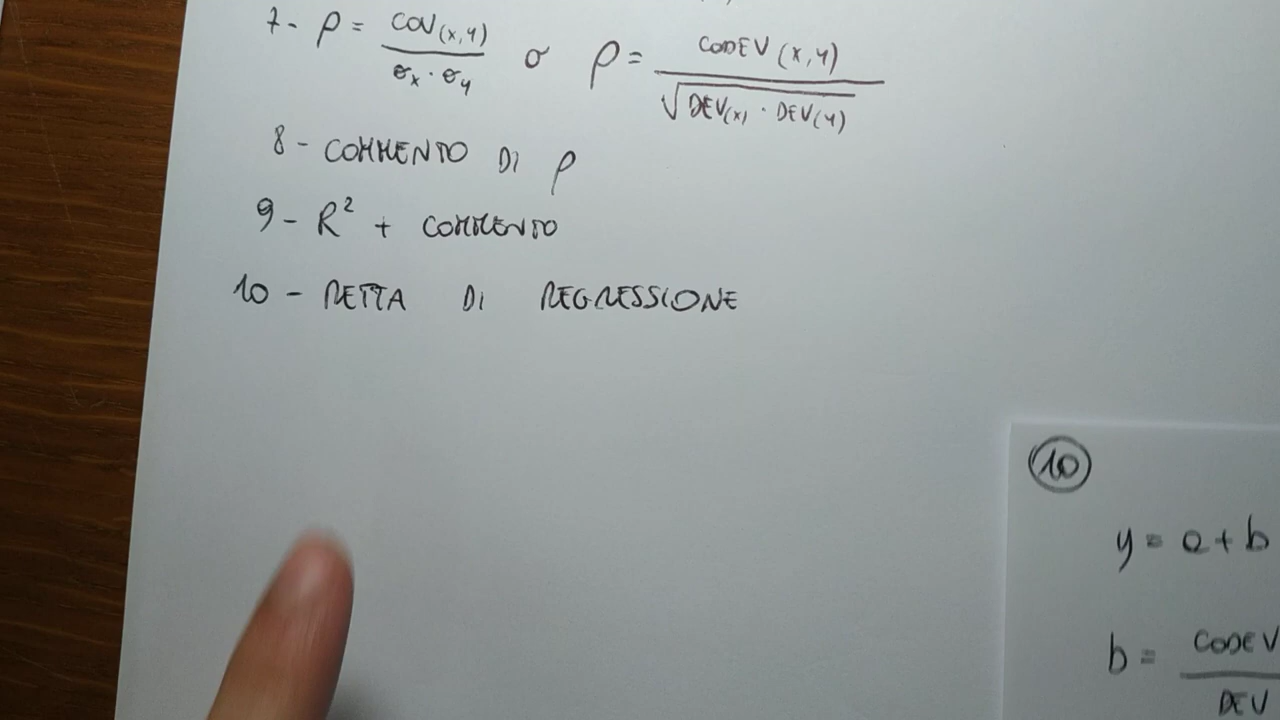 7- ρ = COV(x,y) / σx · σy o ρ = CODEV(x,y) / √DEV(x) · DEV(y)
8- COMMENTO DI ρ
9- R² + COMMENTO
10- RETTA DI REGRESSIONE
10
y = a + b
b = CODEV / DEV